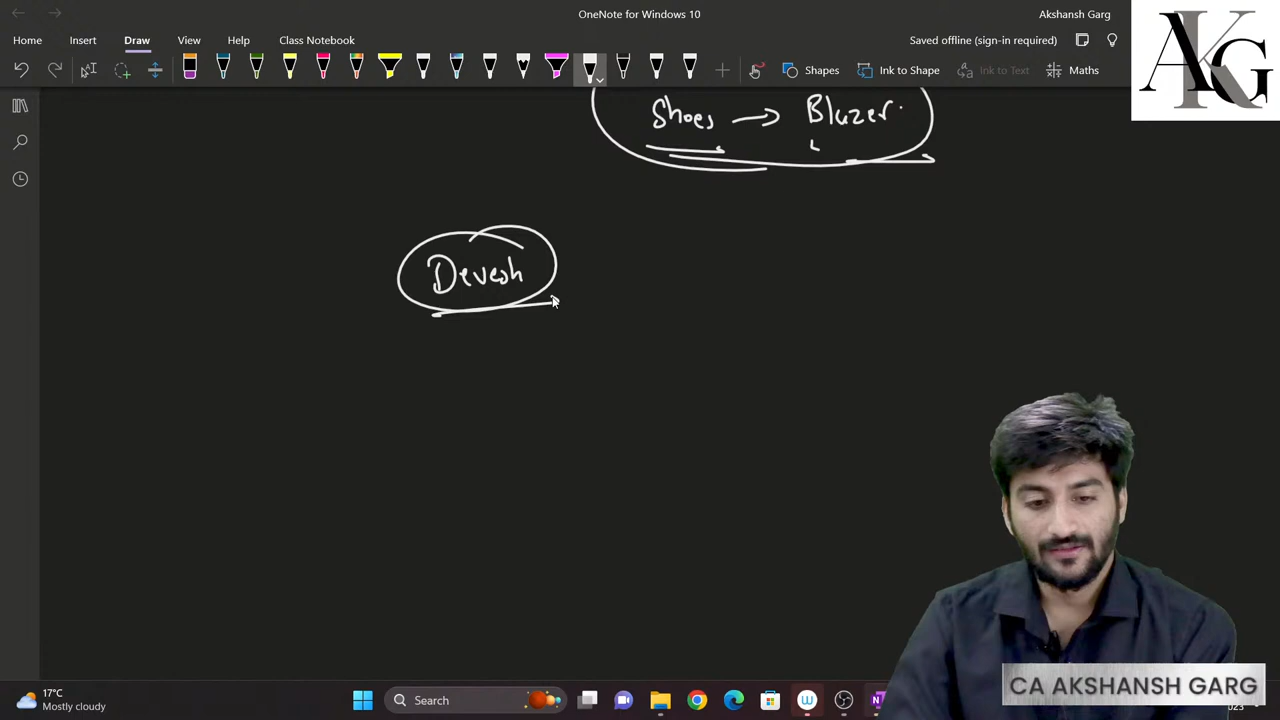 OneNote for Windows 10
Akshansh Garg
Home Insert Draw View Help Class Notebook
Saved offline (sign-in required)
Shapes Ink to Shape Ink to Text Maths
AKG
Shoes → Blazer.
Devesh
CA AKSHANSH GARG
17°C
Mostly cloudy
Search